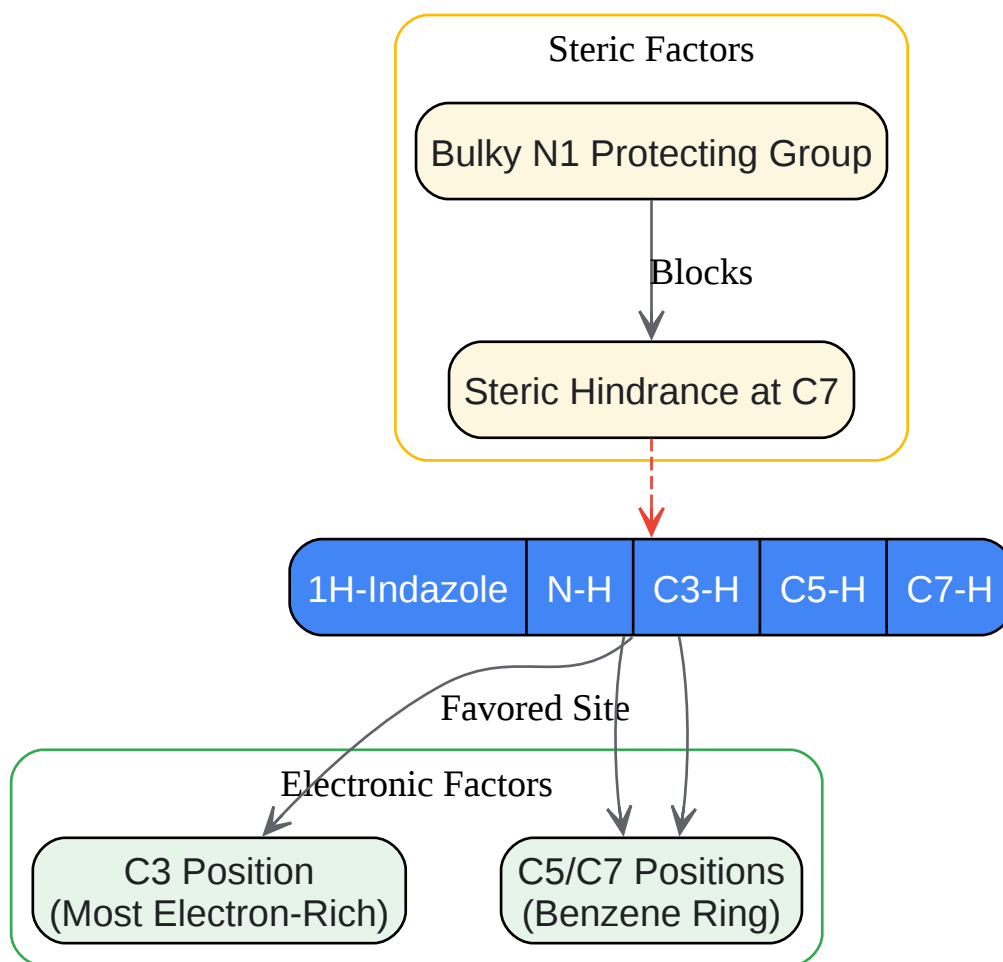 Steric Factors
Bulky N1 Protecting Group
Blocks
Steric Hindrance at C7
1H-Indazole
N-H
C3-H
C5-H
C7-H
Favored Site
Electronic Factors
C3 Position
(Most Electron-Rich)
C5/C7 Positions
(Benzene Ring)